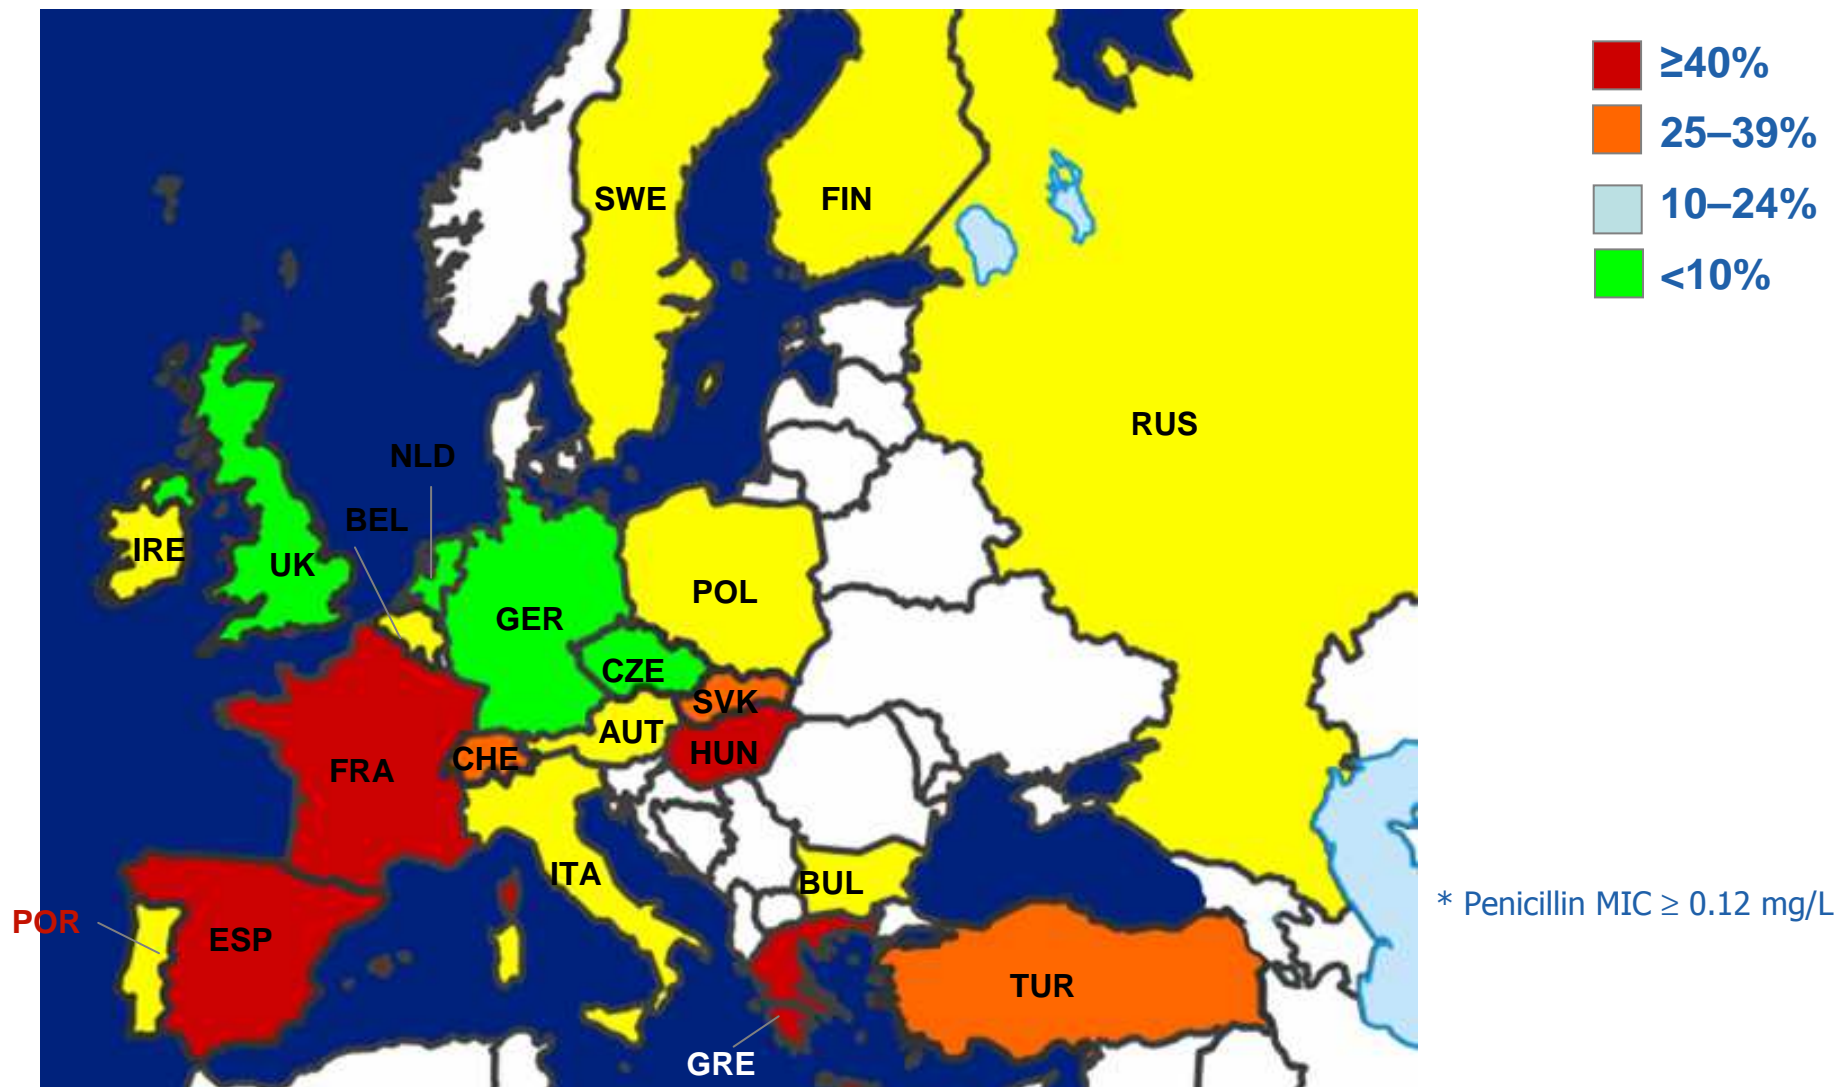 ≥40%
25–39%
10–24%
<10%
SWE
FIN
RUS
NLD
BEL
IRE
UK
POL
GER
CZE
SVK
AUT
HUN
CHE
FRA
ITA
BUL
POR
ESP
TUR
GRE
* Penicillin MIC ≥ 0.12 mg/L